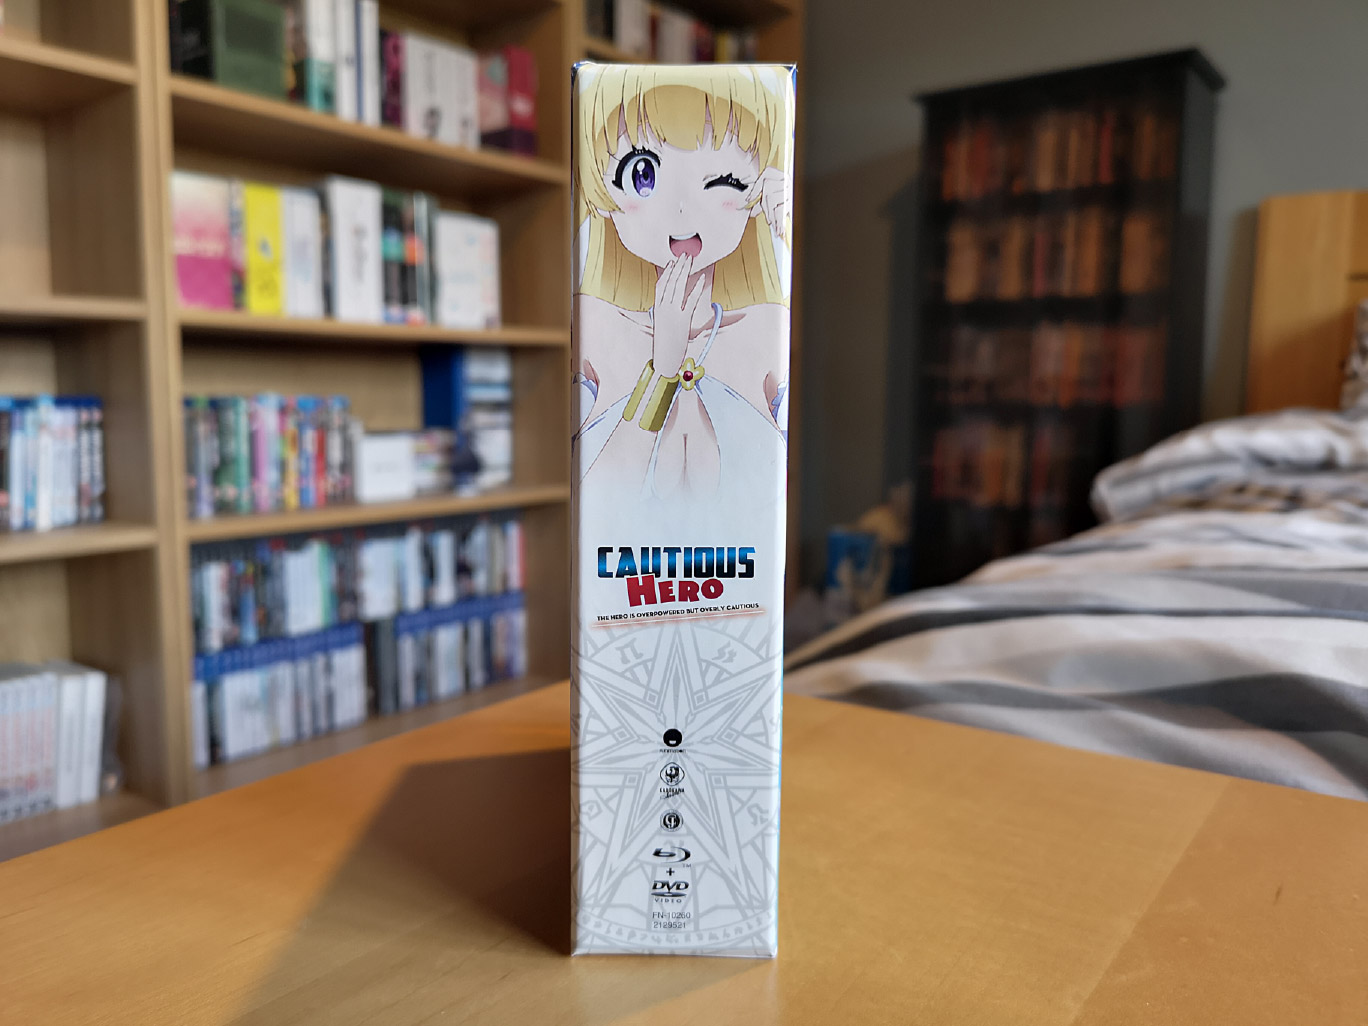 CAUTIOUS
HERO
THE HERO IS OVERPOWERED BUT OVERLY CAUTIOUS
+
DVD
VIDEO
FN-10260
2129521